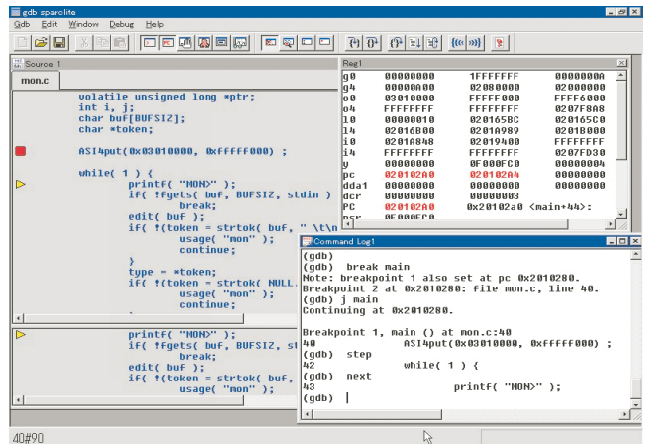 gdb sparolite
Gdb Edit Window Debug Help
Source 1
mon.c
volatile unsigned long *ptr;
int i, j;
char buf[BUFSIZ];
char *token;
ASI4put(0x03010000, 0xfffff000) ;
while( 1 ) {
printf( "MON>" );
if( !fgets( buf, BUFSIZ, stdin )
break;
edit( buf );
if( !(token = strtok( buf, " \t\n
usage( "mon" );
continue;
}
type = *token;
if( !(token = strtok( NULL,
usage( "mon" );
continue;
printf( "MON>" );
if( !fgets( buf, BUFSIZ, st
break;
edit( buf );
if( !(token = strtok( buf,
usage( "mon" );
Reg1
g0 00000000 1FFFFFFF 0000000A
g4 00000A00 02080000 02000000
o0 03010000 FFFFF000 FFFF6000
o4 FFFFFFFF FFFFFFFF 0207F8A8
l0 00000010 020165BC 020165C0
l4 02016B00 0201A989 0201B000
i0 0201A848 02019400 FFFFFFFF
i4 FFFFFFFF FFFFFFFF 0207FD30
y 00000000 0F000FC0 00000004
pc 020102A0 020102A4 00000000
dda1 00000000 00000000 00000000
dcr 00000000 00000003
PC 020102A0 0x20102a0 <main+44>:
psr 0F000FC0
Command Log1
(gdb)
(gdb) break main
Note: breakpoint 1 also set at pc 0x2010280.
Breakpoint 2 at 0x2010280: file mon.c, line 40.
(gdb) j main
Continuing at 0x2010280.
Breakpoint 1, main () at mon.c:40
40 ASI4put(0x03010000, 0xfffff000) ;
(gdb) step
42 while( 1 ) {
(gdb) next
43 printf( "MON>" );
(gdb)
40#90